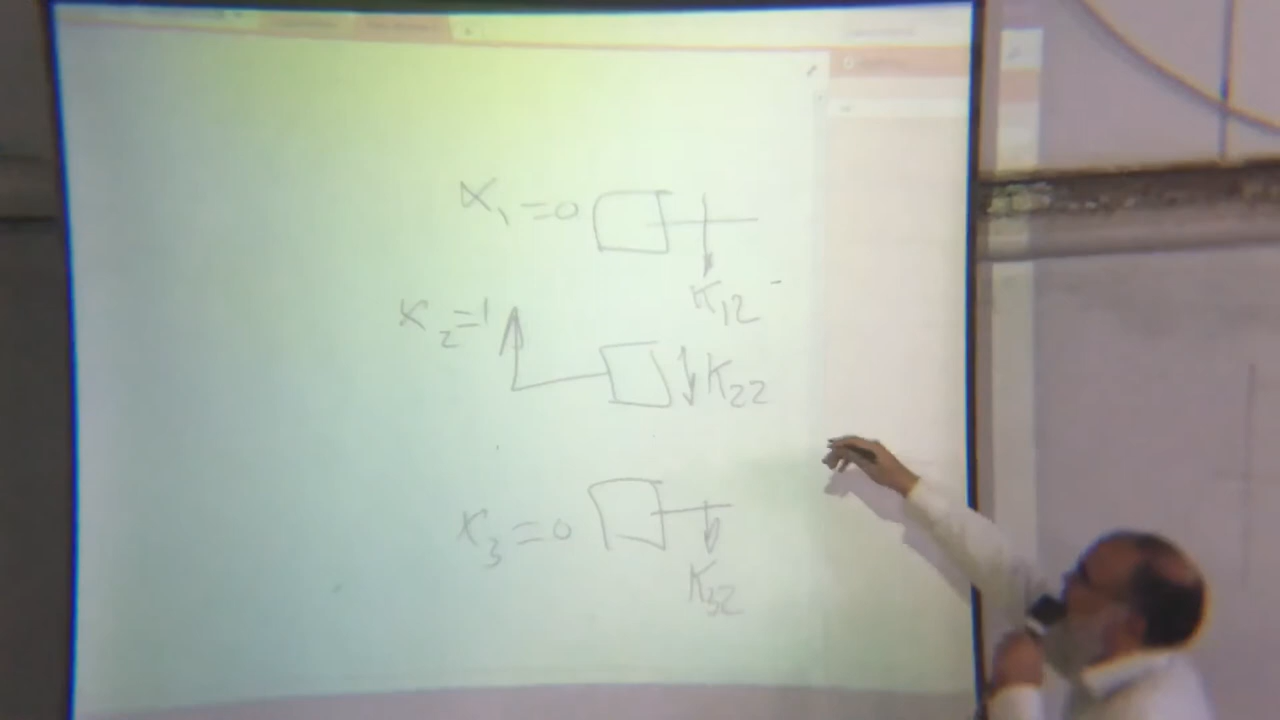 x₁ = 0
K₁₂
x₂ = 1
K₂₂
x₃ = 0
K₃₂